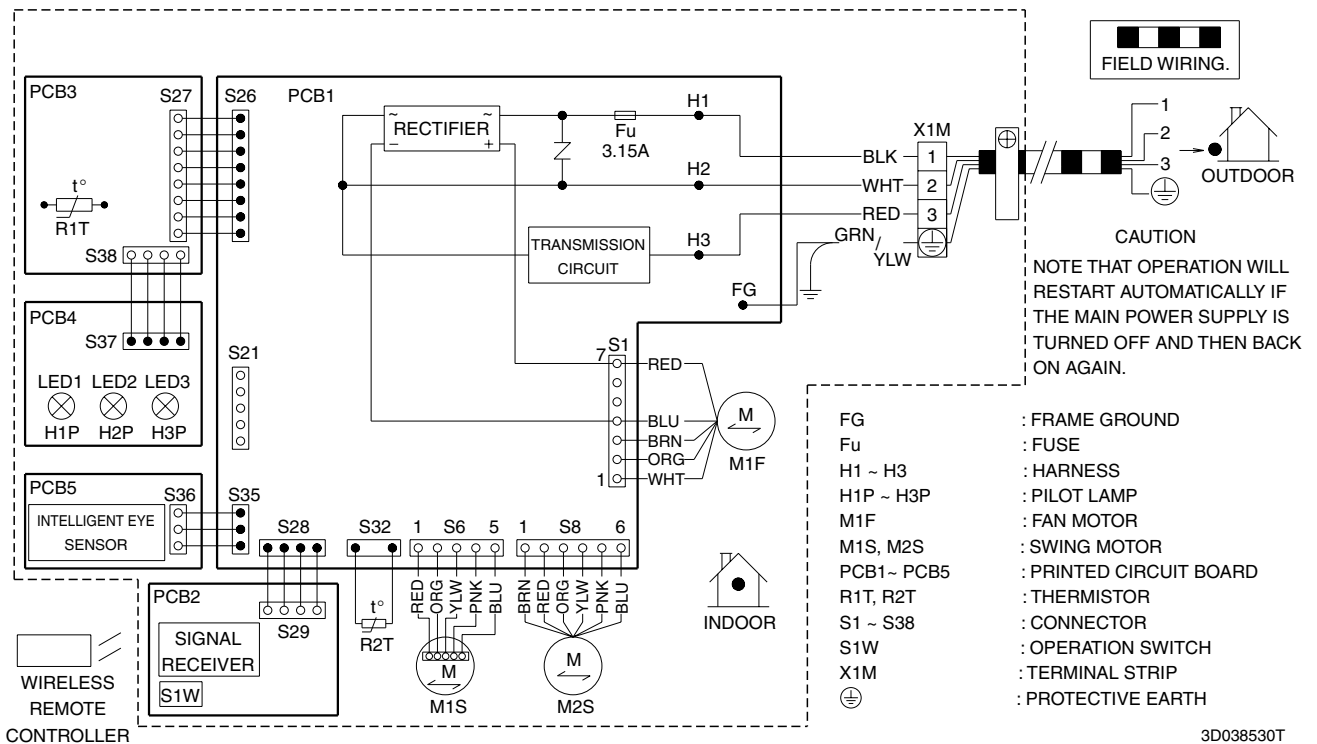 PCB3
S27
S26
PCB1
RECTIFIER
~
~
−
+
Fu
3.15A
H1
H2
H3
t°
R1T
S38
TRANSMISSION
CIRCUIT
FG
BLK
WHT
RED
GRN/
YLW
X1M
1
2
3
FIELD WIRING.
1
2
3
OUTDOOR
CAUTION
NOTE THAT OPERATION WILL
RESTART AUTOMATICALLY IF
THE MAIN POWER SUPPLY IS
TURNED OFF AND THEN BACK
ON AGAIN.
PCB4
S37
LED1 LED2 LED3
H1P H2P H3P
S21
S1
7
1
RED
BLU
BRN
ORG
WHT
M
M1F
PCB5
S36
S35
INTELLIGENT EYE
SENSOR
S28
S32
1 S6 5
1 S8 6
RED
ORG
YLW
PNK
BLU
BRN
RED
ORG
YLW
PNK
BLU
PCB2
S29
SIGNAL
RECEIVER
S1W
t°
R2T
M
M1S
M
M2S
INDOOR
WIRELESS
REMOTE
CONTROLLER
FG : FRAME GROUND
Fu : FUSE
H1 ~ H3 : HARNESS
H1P ~ H3P : PILOT LAMP
M1F : FAN MOTOR
M1S, M2S : SWING MOTOR
PCB1~ PCB5 : PRINTED CIRCUIT BOARD
R1T, R2T : THERMISTOR
S1 ~ S38 : CONNECTOR
S1W : OPERATION SWITCH
X1M : TERMINAL STRIP
: PROTECTIVE EARTH
3D038530T